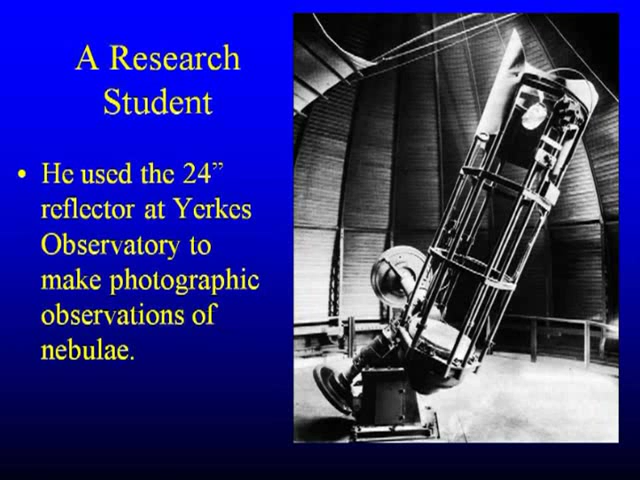 A Research
Student
• He used the 24”
reflector at Yerkes
Observatory to
make photographic
observations of
nebulae.